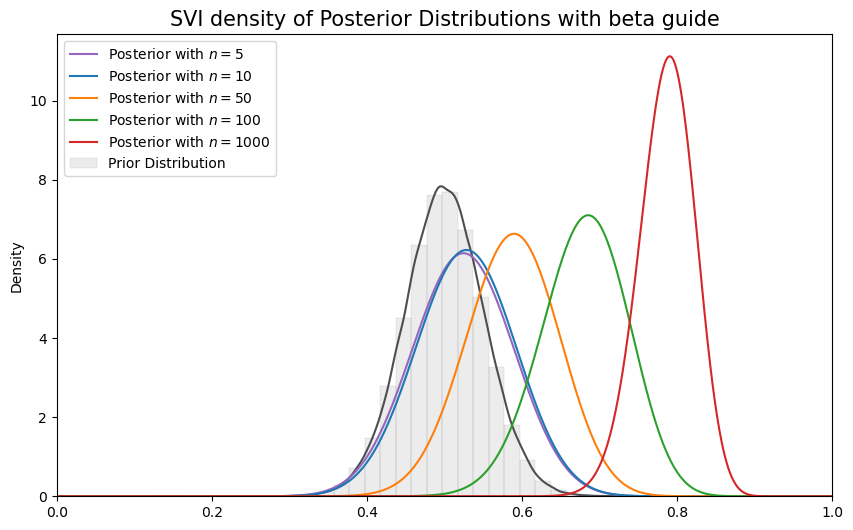 SVI density of Posterior Distributions with beta guide
Posterior with n = 5
Posterior with n = 10
Posterior with n = 50
Posterior with n = 100
Posterior with n = 1000
Prior Distribution
Density
10
8
6
4
2
0
0.0 0.2 0.4 0.6 0.8 1.0